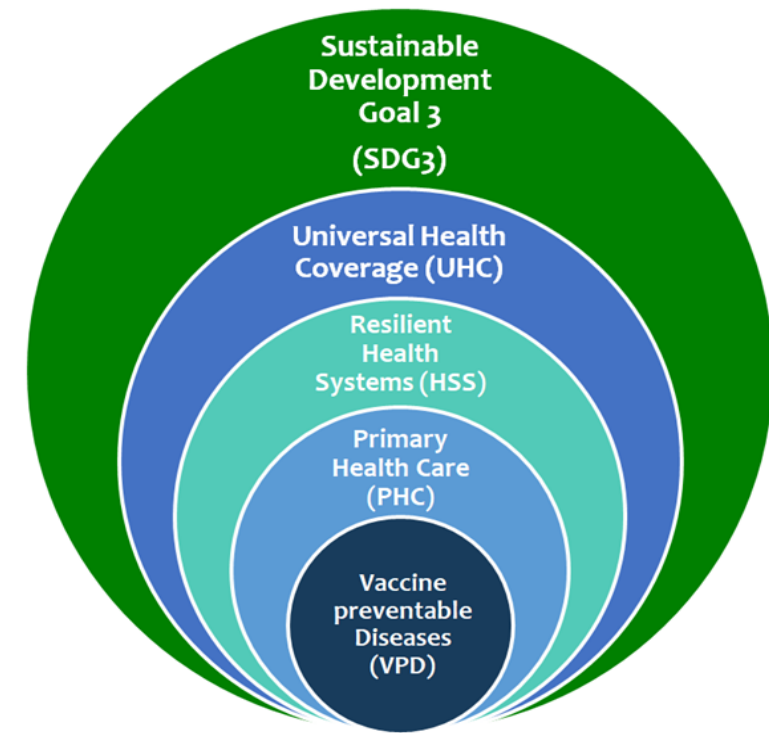 Sustainable
Development
Goal 3
(SDG3)
Universal Health
Coverage (UHC)
Resilient
Health
Systems (HSS)
Primary
Health Care
(PHC)
Vaccine
preventable
Diseases
(VPD)